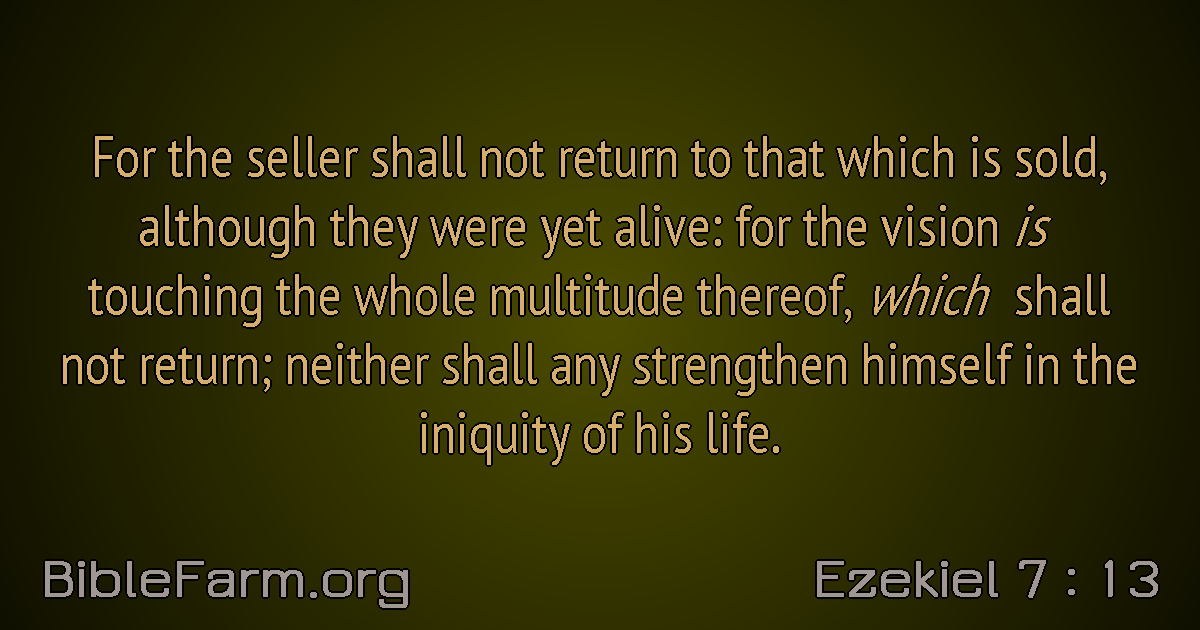 For the seller shall not return to that which is sold,
although they were yet alive: for the vision is
touching the whole multitude thereof, which shall
not return; neither shall any strengthen himself in the
iniquity of his life.
BibleFarm.org
Ezekiel 7 : 13